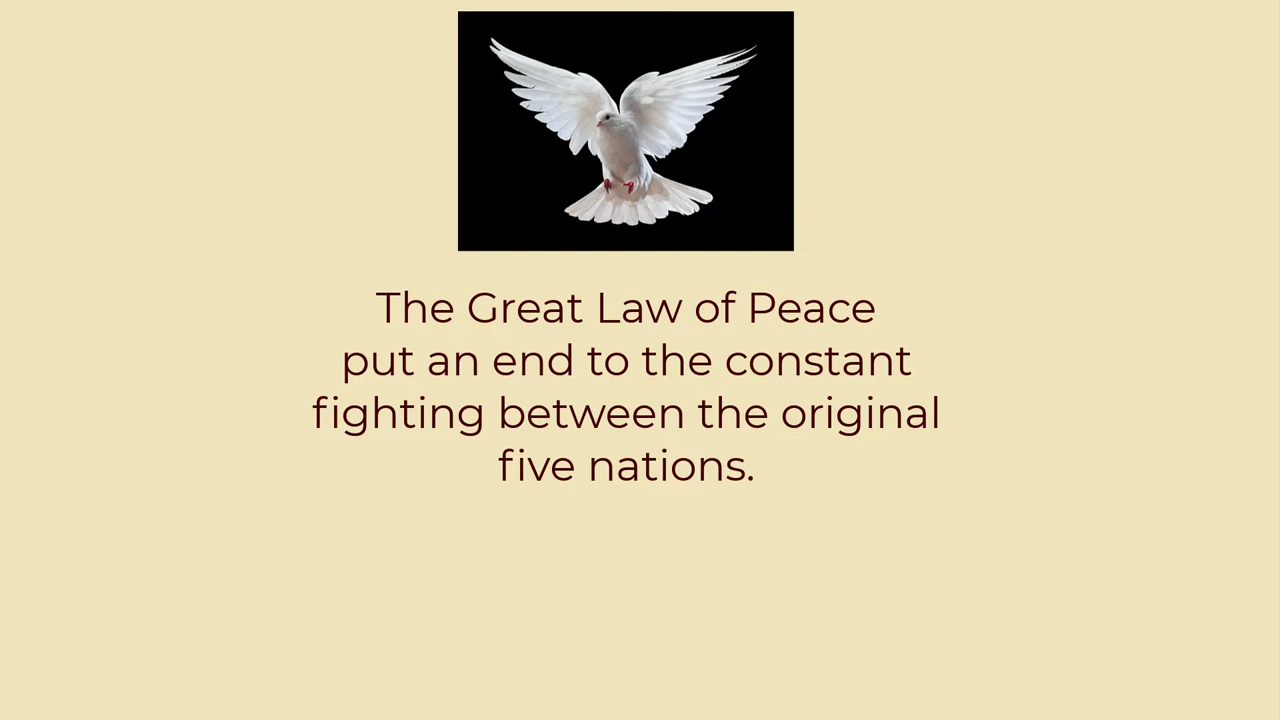 The Great Law of Peace
put an end to the constant
fighting between the original
five nations.